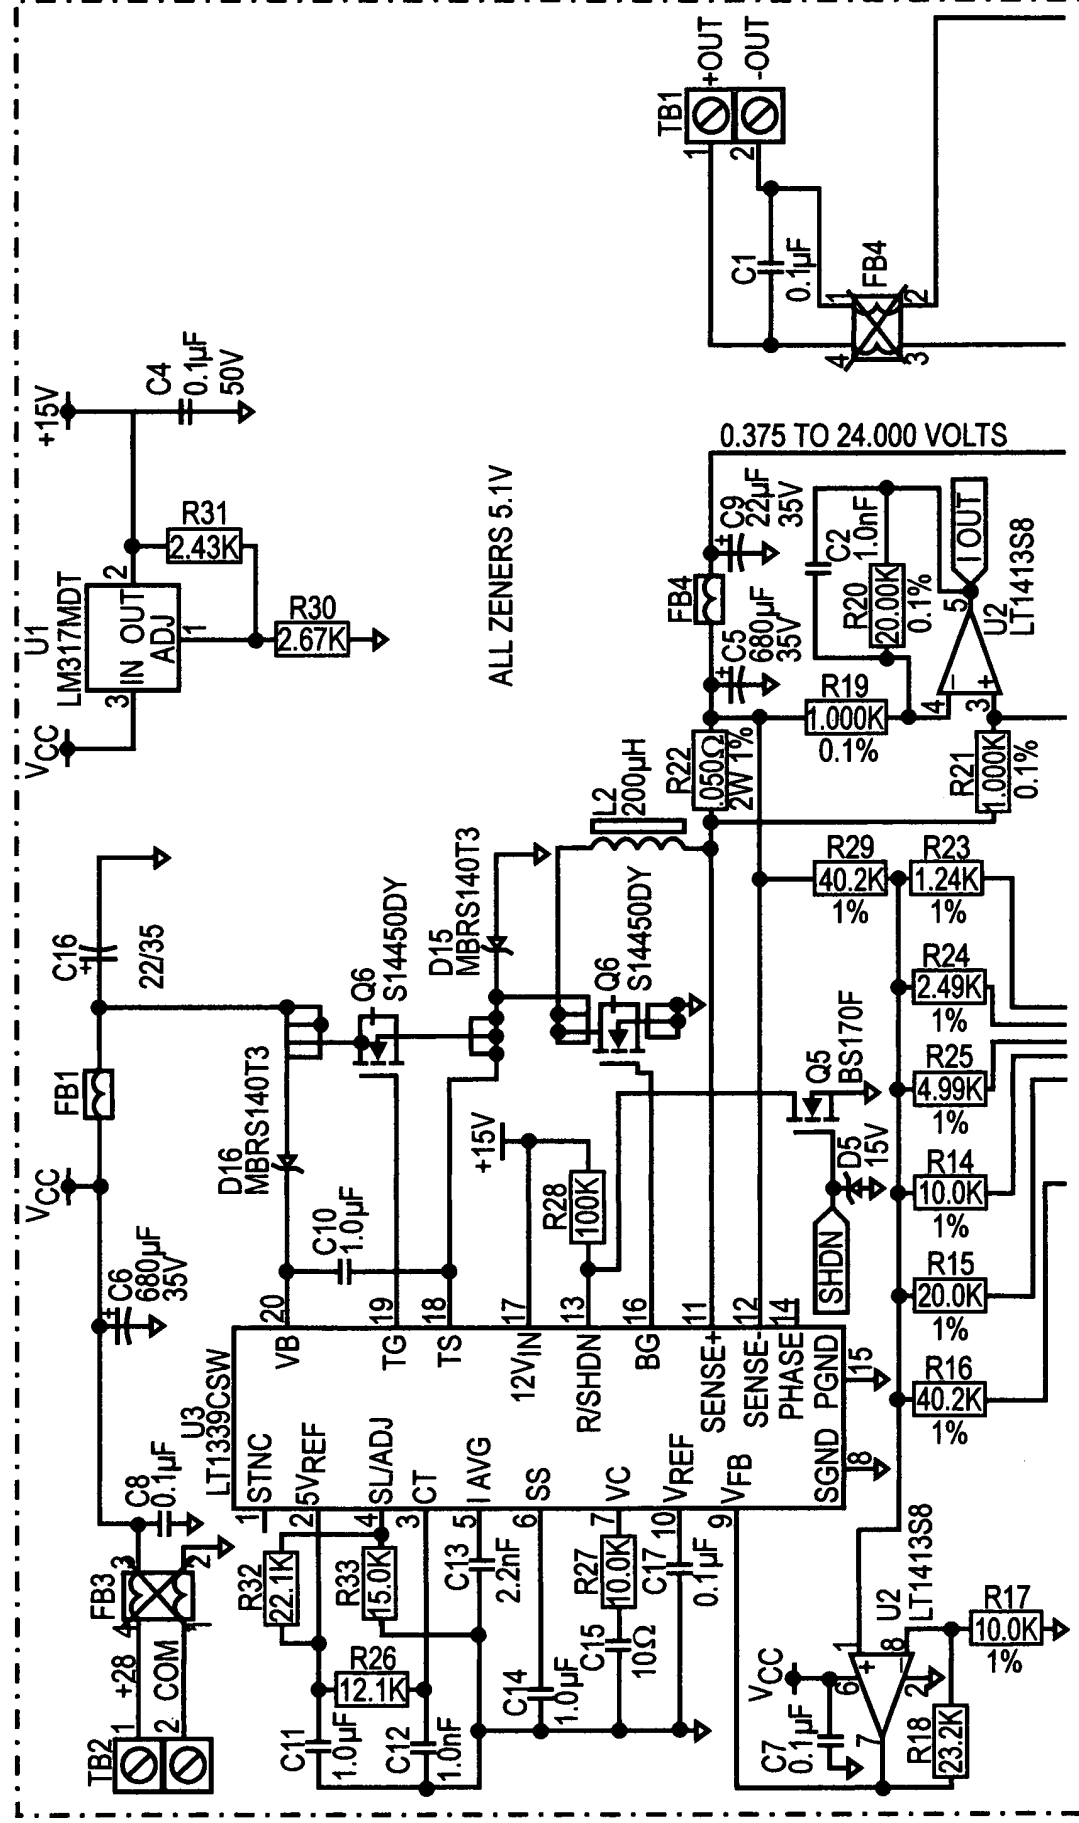 TB2
1
2
+28
COM
FB3
4
3
1
2
C8
0.1µF
C6
680µF
35V
VCC
FB1
C16
22/35
VCC
U1
LM317MDT
3
IN OUT
ADJ
2
1
R31
2.43K
R30
2.67K
+15V
C4
0.1µF
50V
ALL ZENERS 5.1V
TB1
+OUT
-OUT
1
2
C1
0.1µF
FB4
1
2
4
3
U3
LT1339CSW
STNC
5VREF
SL/ADJ
CT
I AVG
SS
VC
VREF
VFB
SGND
PGND
PHASE
SENSE-
SENSE+
BG
R/SHDN
12VIN
TS
TG
VB
1
2
4
3
5
6
7
10
9
8
15
14
12
11
16
13
17
18
19
20
R32
22.1K
R33
15.0K
R26
12.1K
C11
1.0µF
C12
1.0nF
C13
2.2nF
C14
1.0µF
C15
10Ω
R27
10.0K
C17
0.1µF
D16
MBRS140T3
C10
1.0µF
Q6
S14450DY
D15
MBRS140T3
Q6
S14450DY
L2
200µH
+15V
R28
100K
Q5
BS170F
SHDN
D5
15V
R22
.050Ω
2W 1%
C5
680µF
35V
FB4
C9
22µF
35V
0.375 TO 24.000 VOLTS
R19
1.000K
0.1%
C2
1.0nF
R20
20.00K
0.1%
I OUT
U2
LT1413S8
5
4
3
R21
1.000K
0.1%
R29
40.2K
1%
R23
1.24K
1%
R24
2.49K
1%
R25
4.99K
1%
R14
10.0K
1%
R15
20.0K
1%
R16
40.2K
1%
VCC
C7
0.1µF
U2
LT1413S8
1
8
6
2
7
R18
23.2K
R17
10.0K
1%